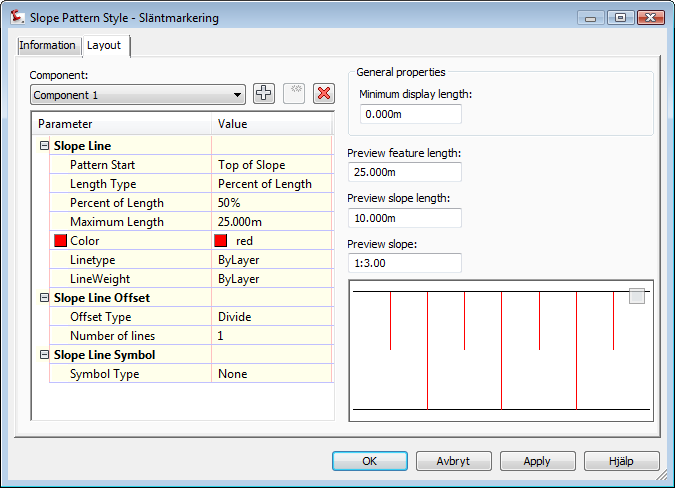 Slope Pattern Style - Släntmarkering
Information Layout
Component:
Component 1
Parameter Value
Slope Line
Pattern Start Top of Slope
Length Type Percent of Length
Percent of Length 50%
Maximum Length 25.000m
Color red
Linetype ByLayer
LineWeight ByLayer
Slope Line Offset
Offset Type Divide
Number of lines 1
Slope Line Symbol
Symbol Type None
General properties
Minimum display length:
0.000m
Preview feature length:
25.000m
Preview slope length:
10.000m
Preview slope:
1:3.00
OK Avbryt Apply Hjälp